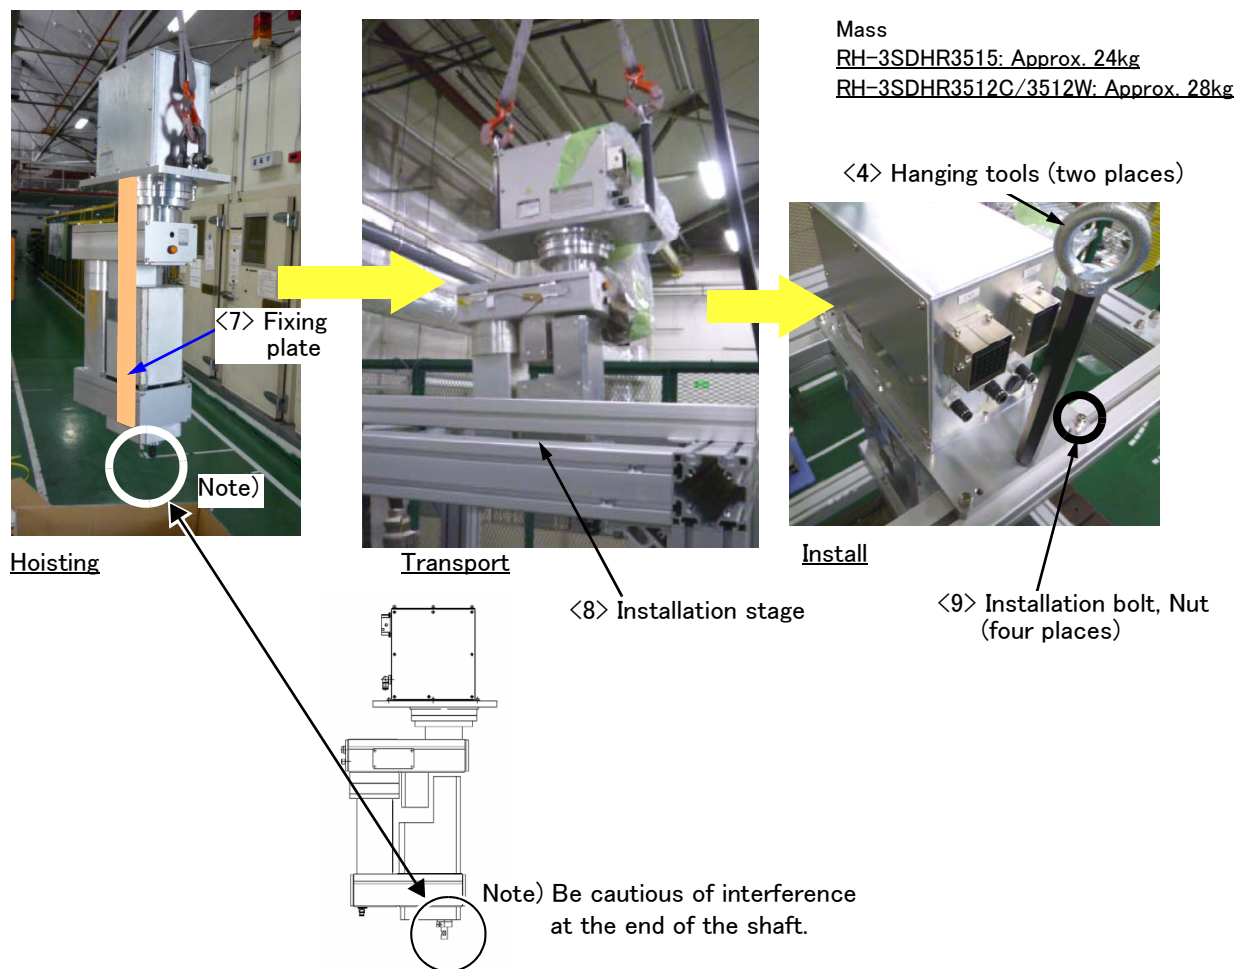 Mass
RH-3SDHR3515: Approx. 24kg
RH-3SDHR3512C/3512W: Approx. 28kg
<4> Hanging tools (two places)
<7> Fixing
plate
Note)
Hoisting
Transport
Install
<8> Installation stage
<9> Installation bolt, Nut
(four places)
Note) Be cautious of interference
at the end of the shaft.